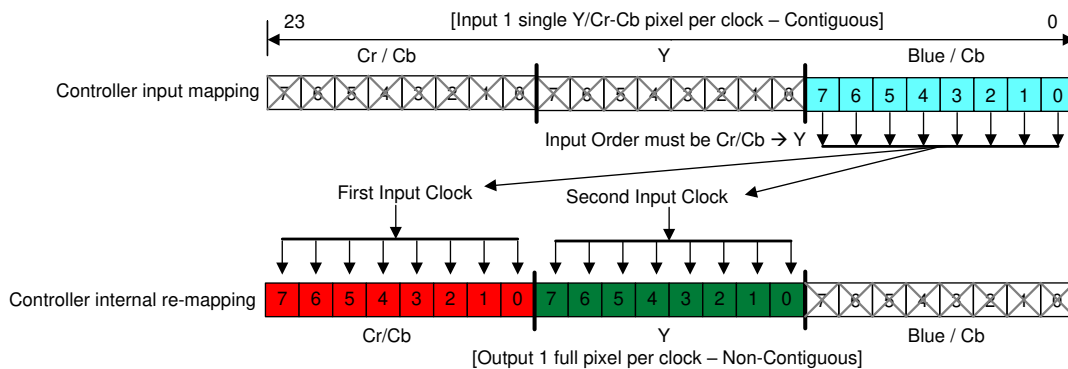 [Input 1 single Y/Cr-Cb pixel per clock – Contiguous]
23 0
Cr / Cb Y Blue / Cb
Controller input mapping 7 6 5 4 3 2 1 0 7 6 5 4 3 2 1 0 7 6 5 4 3 2 1 0
Input Order must be Cr/Cb → Y
First Input Clock Second Input Clock
Controller internal re-mapping 7 6 5 4 3 2 1 0 7 6 5 4 3 2 1 0 7 6 5 4 3 2 1 0
Cr/Cb Y Blue / Cb
[Output 1 full pixel per clock – Non-Contiguous]